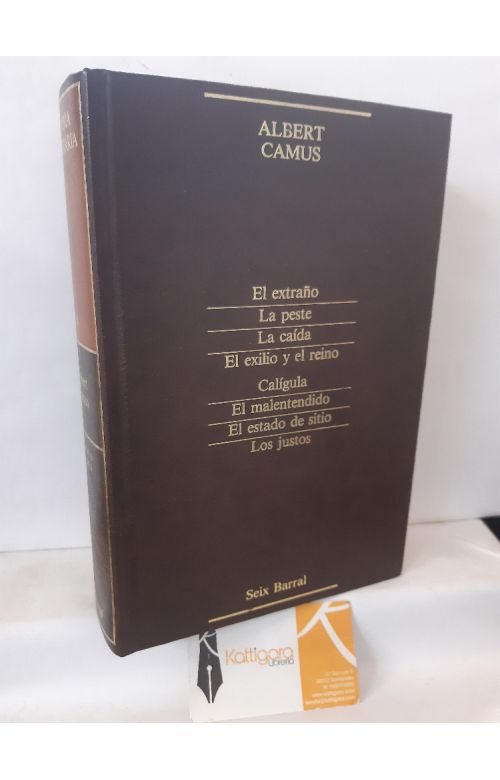 ALBERT
CAMUS
El extraño
La peste
La caída
El exilio y el reino
Calígula
El malentendido
El estado de sitio
Los justos
Seix Barral
Kattigara
Librería